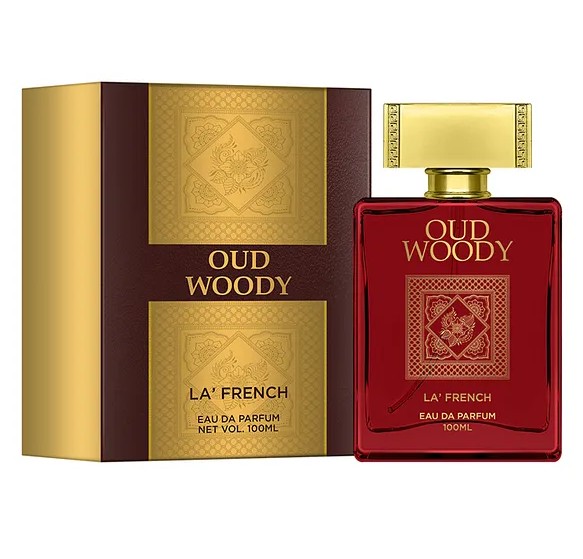 OUD
WOODY
LA' FRENCH
EAU DA PARFUM
NET VOL. 100ML
OUD
WOODY
LA' FRENCH
EAU DA PARFUM
100ML